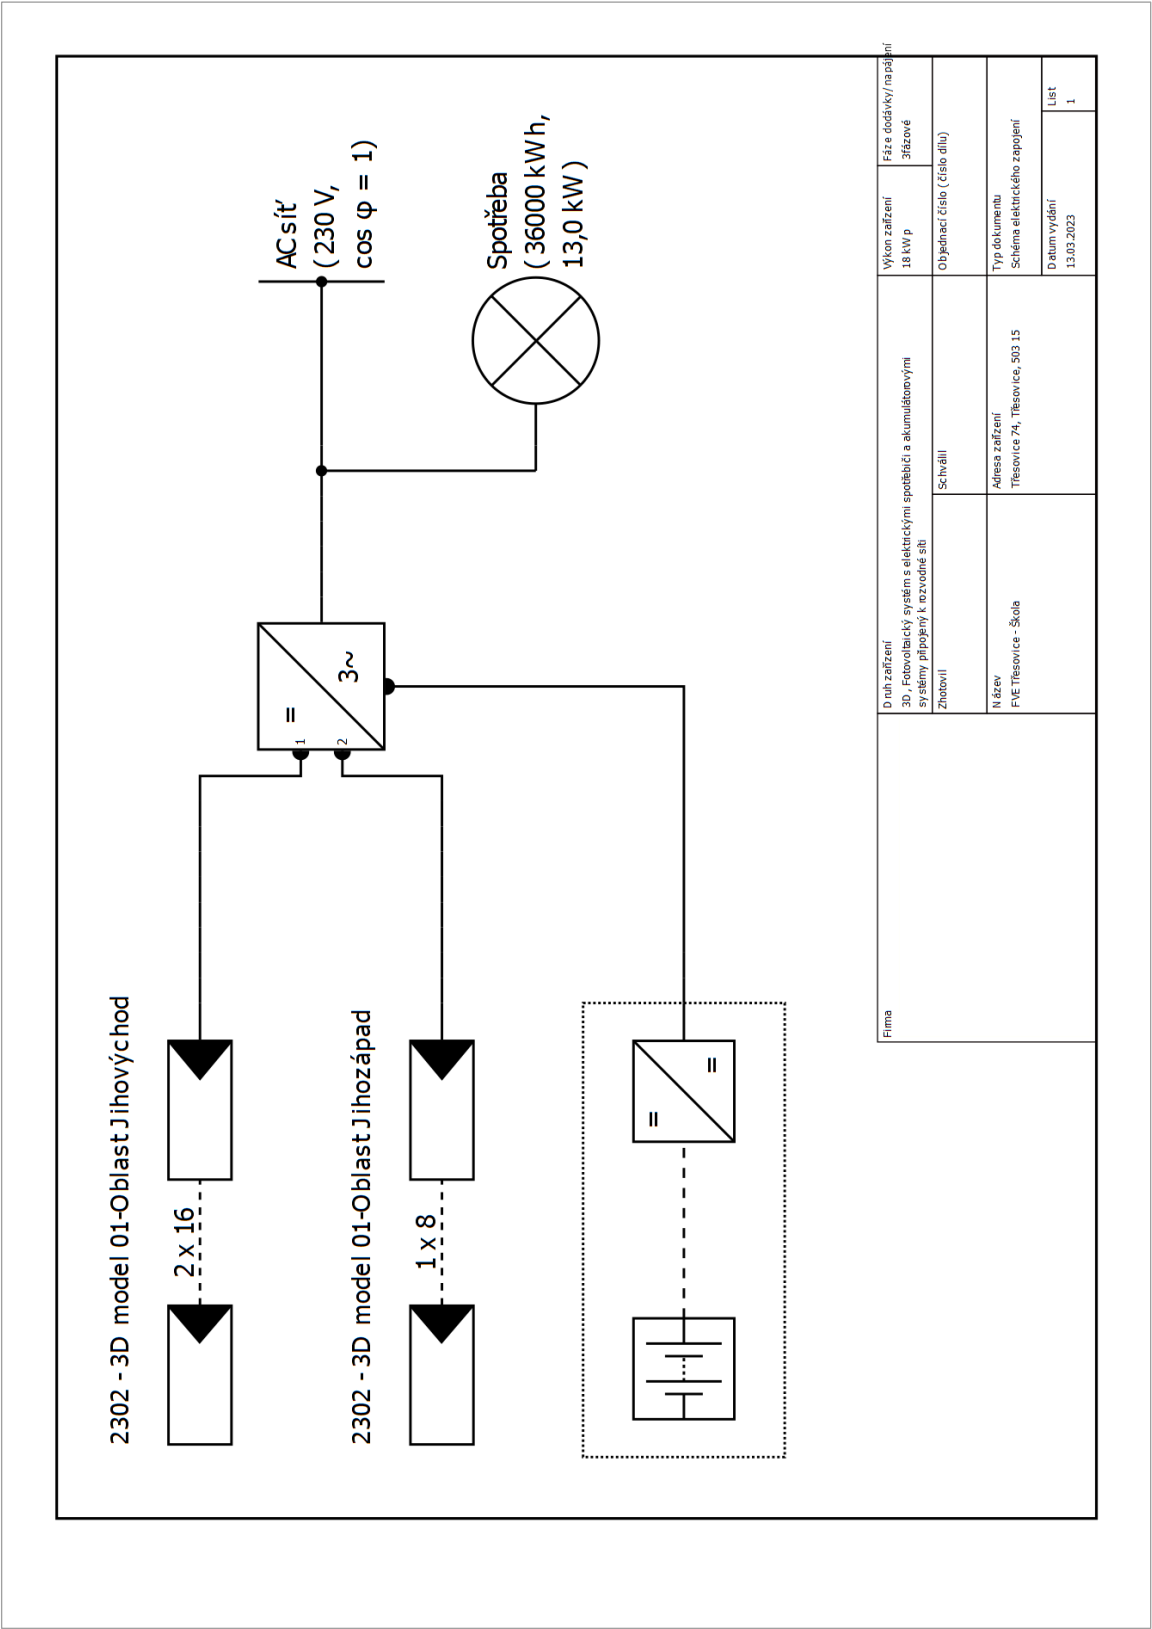 2302 - 3D model 01-Oblast Jihovýchod
2 x 16
2302 - 3D model 01-Oblast Jihozápad
1 x 8
=
3~
1
2
AC síť
(230 V,
cos φ = 1)
Spotřeba
(36000 kWh,
13,0 kW)
=
=
Firma
Druh zařízení
3D, Fotovoltaický systém s elektrickými spotřebiči a akumulátorovými
systémy připojený k rozvodné síti
Výkon zařízení
18 kWp
Fáze dodávky/napájení
3fázové
Zhotovil
Schválil
Objednací číslo (číslo dílu)
Název
FVE Třesovice - Škola
Adresa zařízení
Třesovice 74, Třesovice, 503 15
Typ dokumentu
Schéma elektrického zapojení
Datum vydání
13.03.2023
List
1